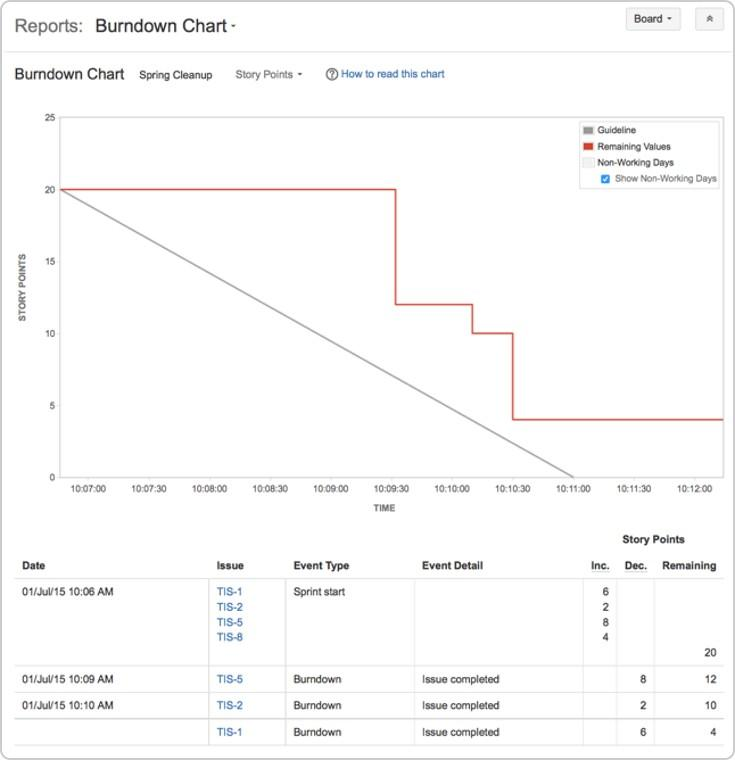 Reports: Burndown Chart
Board
Burndown Chart Spring Cleanup Story Points ? How to read this chart
25
20
15
10
5
0
STORY POINTS
Guideline
Remaining Values
Non-Working Days
Show Non-Working Days
10:07:00 10:07:30 10:08:00 10:08:30 10:09:00 10:09:30 10:10:00 10:10:30 10:11:00 10:11:30 10:12:00
TIME
Story Points
Date Issue Event Type Event Detail Inc. Dec. Remaining
01/Jul/15 10:06 AM TIS-1 Sprint start 6
TIS-2 2
TIS-5 8
TIS-8 4
20
01/Jul/15 10:09 AM TIS-5 Burndown Issue completed 8 12
01/Jul/15 10:10 AM TIS-2 Burndown Issue completed 2 10
TIS-1 Burndown Issue completed 6 4